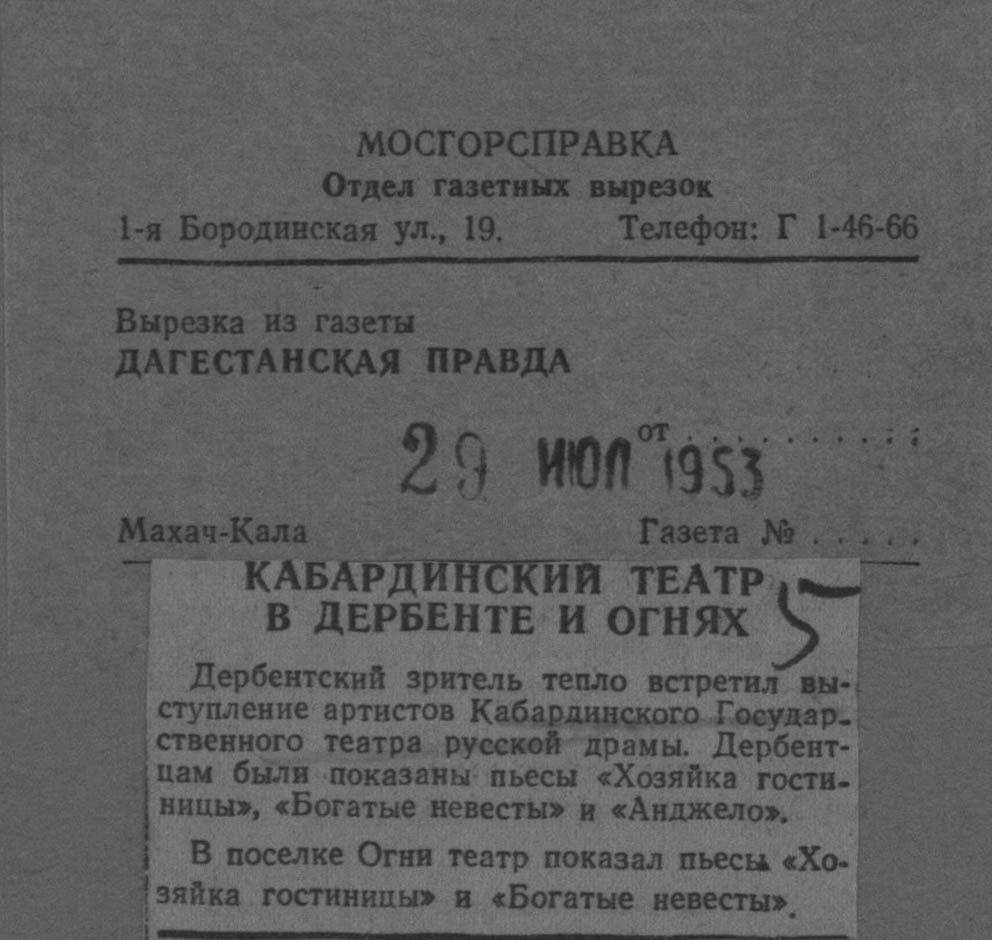 МОСГОРСПРАВКА
Отдел газетных вырезок
1-я Бородинская ул., 19. Телефон: Г 1-46-66
Вырезка из газеты
ДАГЕСТАНСКАЯ ПРАВДА
от . . . . . . . . . .
29 ИЮЛ 1953
Махач-Кала Газета № . . . . .
КАБАРДИНСКИЙ ТЕАТР
В ДЕРБЕНТЕ И ОГНЯХ
5
Дербентский зритель тепло встретил вы-
ступление артистов Кабардинского Государ-
ственного театра русской драмы. Дербент-
цам были показаны пьесы «Хозяйка гости-
ницы», «Богатые невесты» и «Анджело».
В поселке Огни театр показал пьесы «Хо-
зяйка гостиницы» и «Богатые невесты».